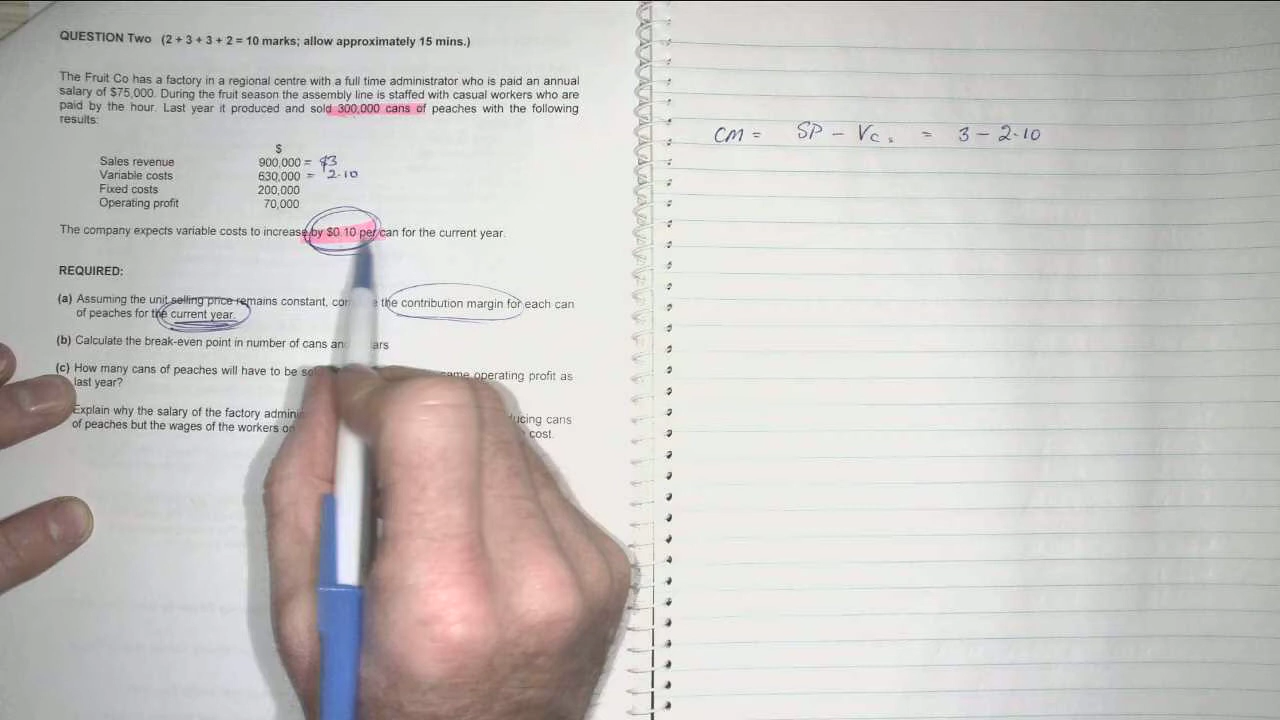 QUESTION Two (2 + 3 + 3 + 2 = 10 marks; allow approximately 15 mins.)
The Fruit Co has a factory in a regional centre with a full time administrator who is paid an annual
salary of $75,000. During the fruit season the assembly line is staffed with casual workers who are
paid by the hour. Last year it produced and sold 300,000 cans of peaches with the following
results:
$
Sales revenue 900,000 = $3
Variable costs 630,000 = 2.10
Fixed costs 200,000
Operating profit 70,000
The company expects variable costs to increase by $0.10 per can for the current year.
REQUIRED:
(a) Assuming the unit selling price remains constant, the contribution margin for each can
of peaches for the current year.
(b) Calculate the break-even point in number of cans
(c) How many cans of peaches will have to be same operating profit as
last year?
Explain why the salary of the factory cans
of peaches but the wages of the workers cost.
CM = SP - VCs = 3 - 2.10